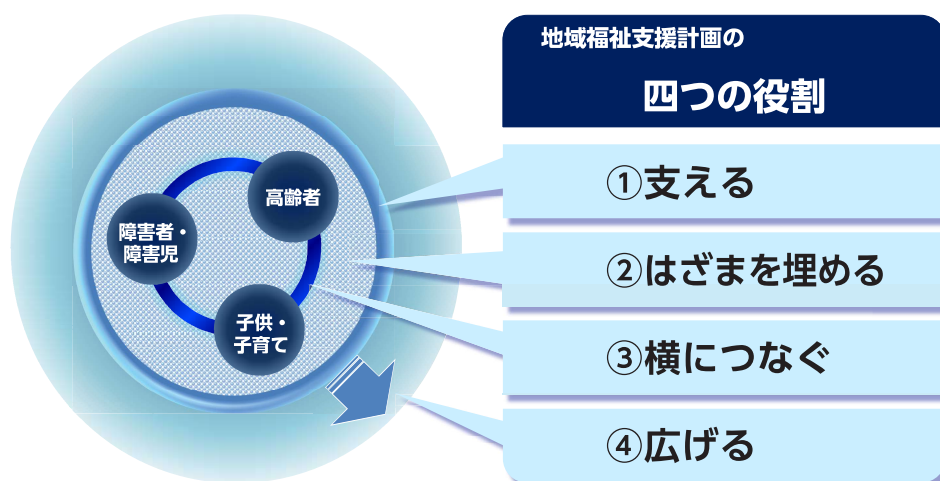 地域福祉支援計画の
四つの役割
高齢者
障害者・
障害児
子供・
子育て
①支える
②はざまを埋める
③横につなぐ
④広げる